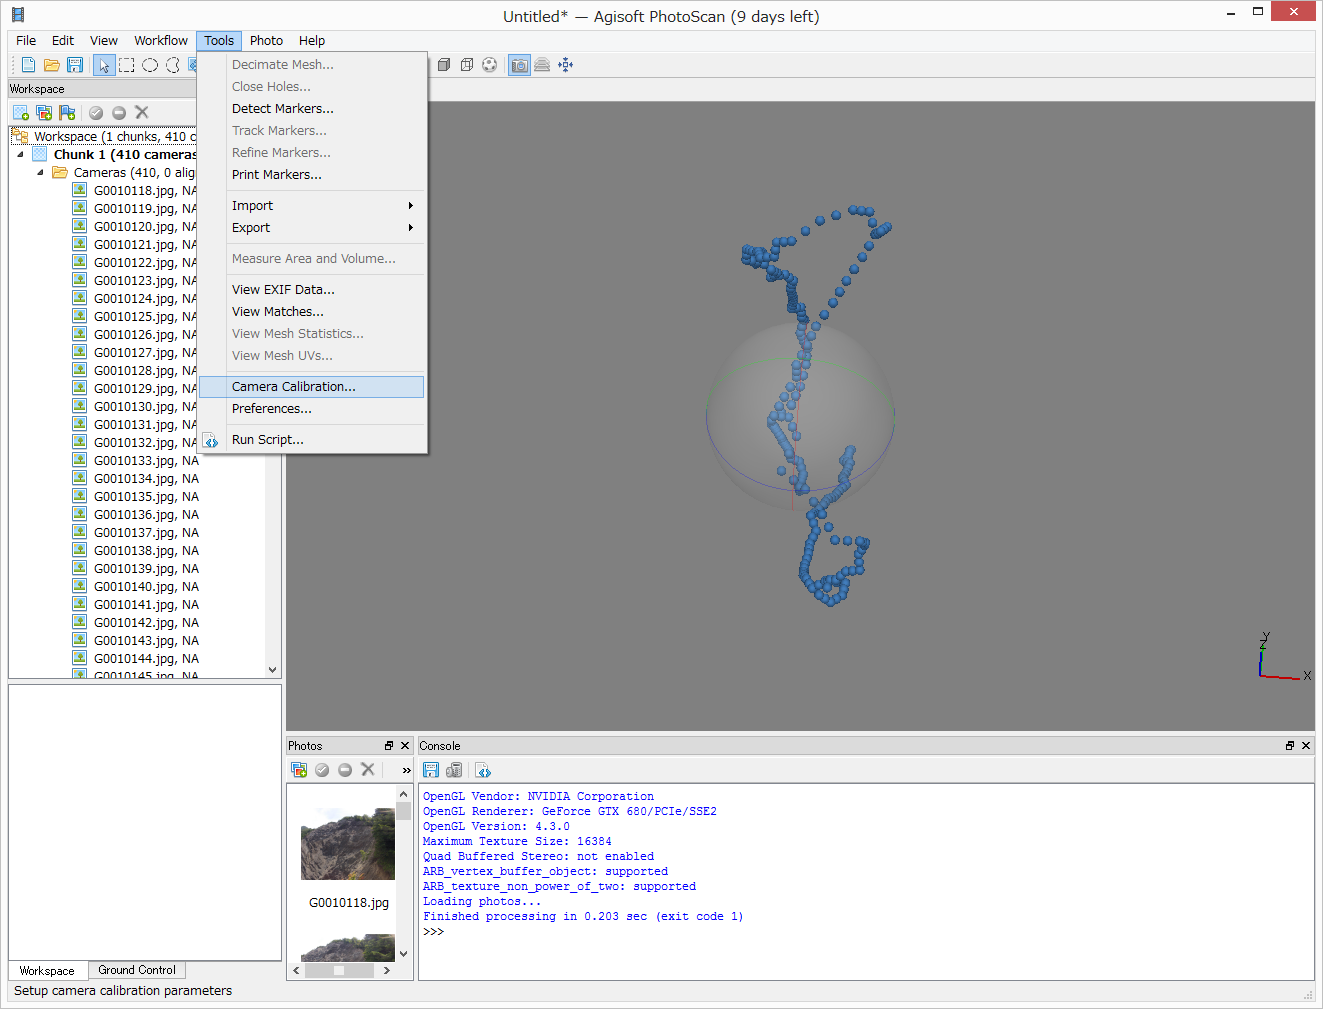 Untitled* — Agisoft PhotoScan (9 days left)
File Edit View Workflow Tools Photo Help
Decimate Mesh...
Close Holes...
Detect Markers...
Track Markers...
Refine Markers...
Print Markers...
Import
Export
Measure Area and Volume...
View EXIF Data...
View Matches...
View Mesh Statistics...
View Mesh UVs...
Camera Calibration...
Preferences...
Run Script...
Workspace
Workspace (1 chunks, 410 c
Chunk 1 (410 cameras
Cameras (410, 0 alig
G0010118.jpg, NA
G0010119.jpg, NA
G0010120.jpg, NA
G0010121.jpg, NA
G0010122.jpg, NA
G0010123.jpg, NA
G0010124.jpg, NA
G0010125.jpg, NA
G0010126.jpg, NA
G0010127.jpg, NA
G0010128.jpg, NA
G0010129.jpg, NA
G0010130.jpg, NA
G0010131.jpg, NA
G0010132.jpg, NA
G0010133.jpg, NA
G0010134.jpg, NA
G0010135.jpg, NA
G0010136.jpg, NA
G0010137.jpg, NA
G0010138.jpg, NA
G0010139.jpg, NA
G0010140.jpg, NA
G0010141.jpg, NA
G0010142.jpg, NA
G0010143.jpg, NA
G0010144.jpg, NA
G0010145.jpg, NA
Y
Z
X
Workspace Ground Control
Photos
G0010118.jpg
Console
OpenGL Vendor: NVIDIA Corporation
OpenGL Renderer: GeForce GTX 680/PCIe/SSE2
OpenGL Version: 4.3.0
Maximum Texture Size: 16384
Quad Buffered Stereo: not enabled
ARB_vertex_buffer_object: supported
ARB_texture_non_power_of_two: supported
Loading photos...
Finished processing in 0.203 sec (exit code 1)
>>>
Setup camera calibration parameters